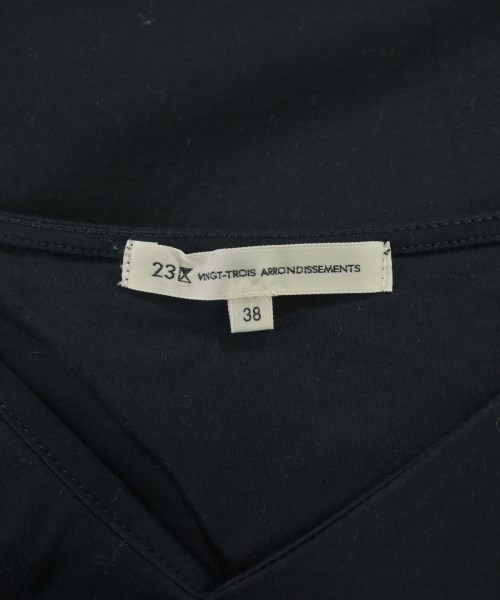 23区 VINGT-TROIS ARRONDISSEMENTS
38